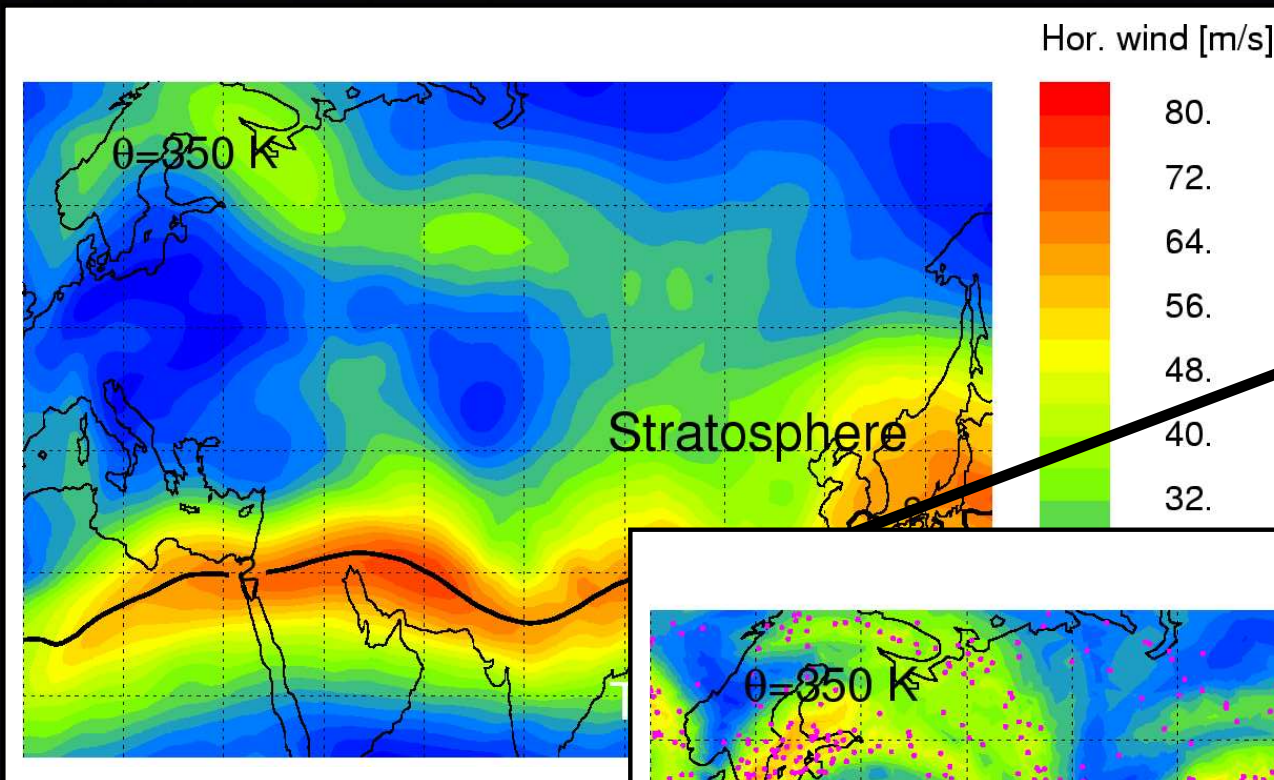 Hor. wind [m/s]
θ=350 K
80.
72.
64.
56.
48.
40.
32.
Stratosphere
θ=350 K